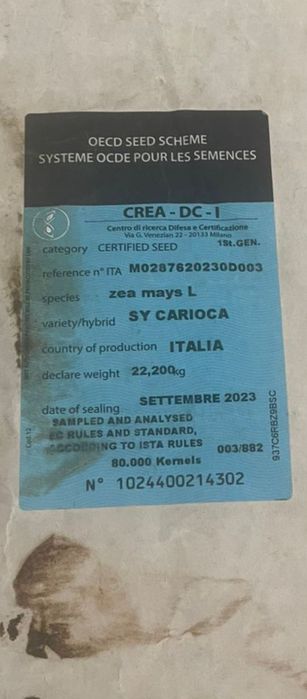 OECD SEED SCHEME
SYSTEME OCDE POUR LES SEMENCES
CREA - DC - I
Centro di ricerca Difesa e Certificazione
Via G. Venezian 22 - 20133 Milano
category CERTIFIED SEED 1St.GEN.
reference n° ITA M0287620230D003
species zea mays L
variety/hybrid SY CARIOCA
country of production ITALIA
declare weight 22,200kg
date of sealing SETTEMBRE 2023
SAMPLED AND ANALYSED
EC RULES AND STANDARD,
ACCORDING TO ISTA RULES 003/882
80.000 Kernels
N° 1024400214302
Cod.12
937C6RBZ9BSC